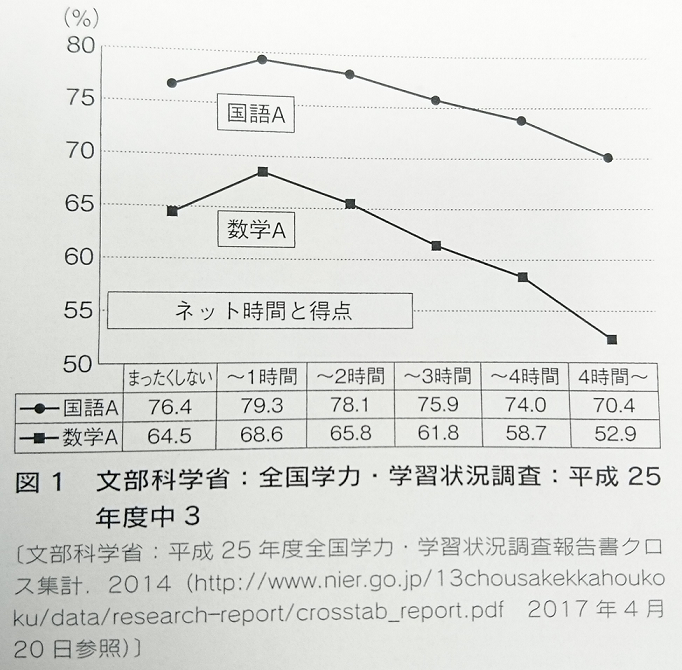 (%)
80
75
70
65
60
55
50
国語A
数学A
ネット時間と得点
まったくしない ～1時間 ～2時間 ～3時間 ～4時間 4時間～
国語A 76.4 79.3 78.1 75.9 74.0 70.4
数学A 64.5 68.6 65.8 61.8 58.7 52.9
図1 文部科学省：全国学力・学習状況調査：平成25
年度中3
〔文部科学省：平成25年度全国学力・学習状況調査報告書クロ
ス集計．2014（http://www.nier.go.jp/13chousakekkahouko
ku/data/research-report/crosstab_report.pdf 2017年4月
20日参照)〕